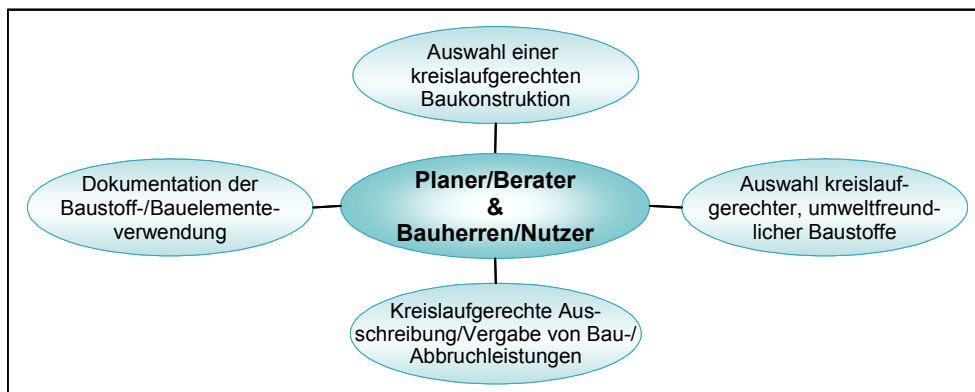 Auswahl einer
kreislaufgerechten
Baukonstruktion
Dokumentation der
Baustoff-/Bauelemente-
verwendung
Planer/Berater
&
Bauherren/Nutzer
Auswahl kreislauf-
gerechter, umweltfreund-
licher Baustoffe
Kreislaufgerechte Aus-
schreibung/Vergabe von Bau-/
Abbruchleistungen